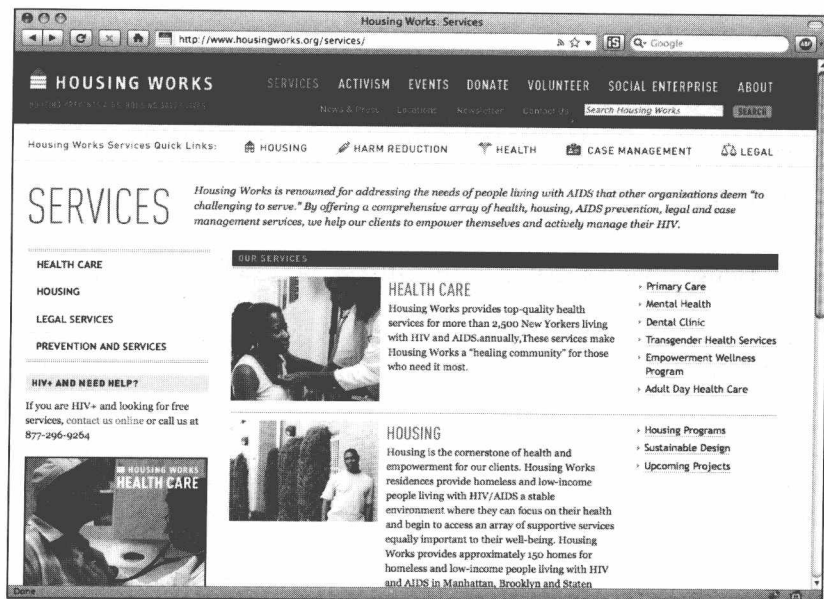 Housing Works: Services
http://www.housingworks.org/services/
Google
HOUSING WORKS
SERVICES ACTIVISM EVENTS DONATE VOLUNTEER SOCIAL ENTERPRISE ABOUT
News & Press Locations Newsletter Contact Us Search Housing Works SEARCH
Housing Works Services Quick Links: HOUSING HARM REDUCTION HEALTH CASE MANAGEMENT LEGAL
SERVICES
Housing Works is renowned for addressing the needs of people living with AIDS that other organizations deem "to
challenging to serve." By offering a comprehensive array of health, housing, AIDS prevention, legal and case
management services, we help our clients to empower themselves and actively manage their HIV.
HEALTH CARE
HOUSING
LEGAL SERVICES
PREVENTION AND SERVICES
HIV+ AND NEED HELP?
If you are HIV+ and looking for free
services, contact us online or call us at
877-296-9264
HOUSING WORKS
HEALTH CARE
OUR SERVICES
HEALTH CARE
Housing Works provides top-quality health
services for more than 2,500 New Yorkers living
with HIV and AIDS.annually,These services make
Housing Works a "healing community" for those
who need it most.
Primary Care
Mental Health
Dental Clinic
Transgender Health Services
Empowerment Wellness
Program
Adult Day Health Care
HOUSING
Housing is the cornerstone of health and
empowerment for our clients. Housing Works
residences provide homeless and low-income
people living with HIV/AIDS a stable
environment where they can focus on their health
and begin to access an array of supportive services
equally important to their well-being. Housing
Works provides approximately 150 homes for
homeless and low-income people living with HIV
and AIDS in Manhattan, Brooklyn and Staten
Housing Programs
Sustainable Design
Upcoming Projects
Done